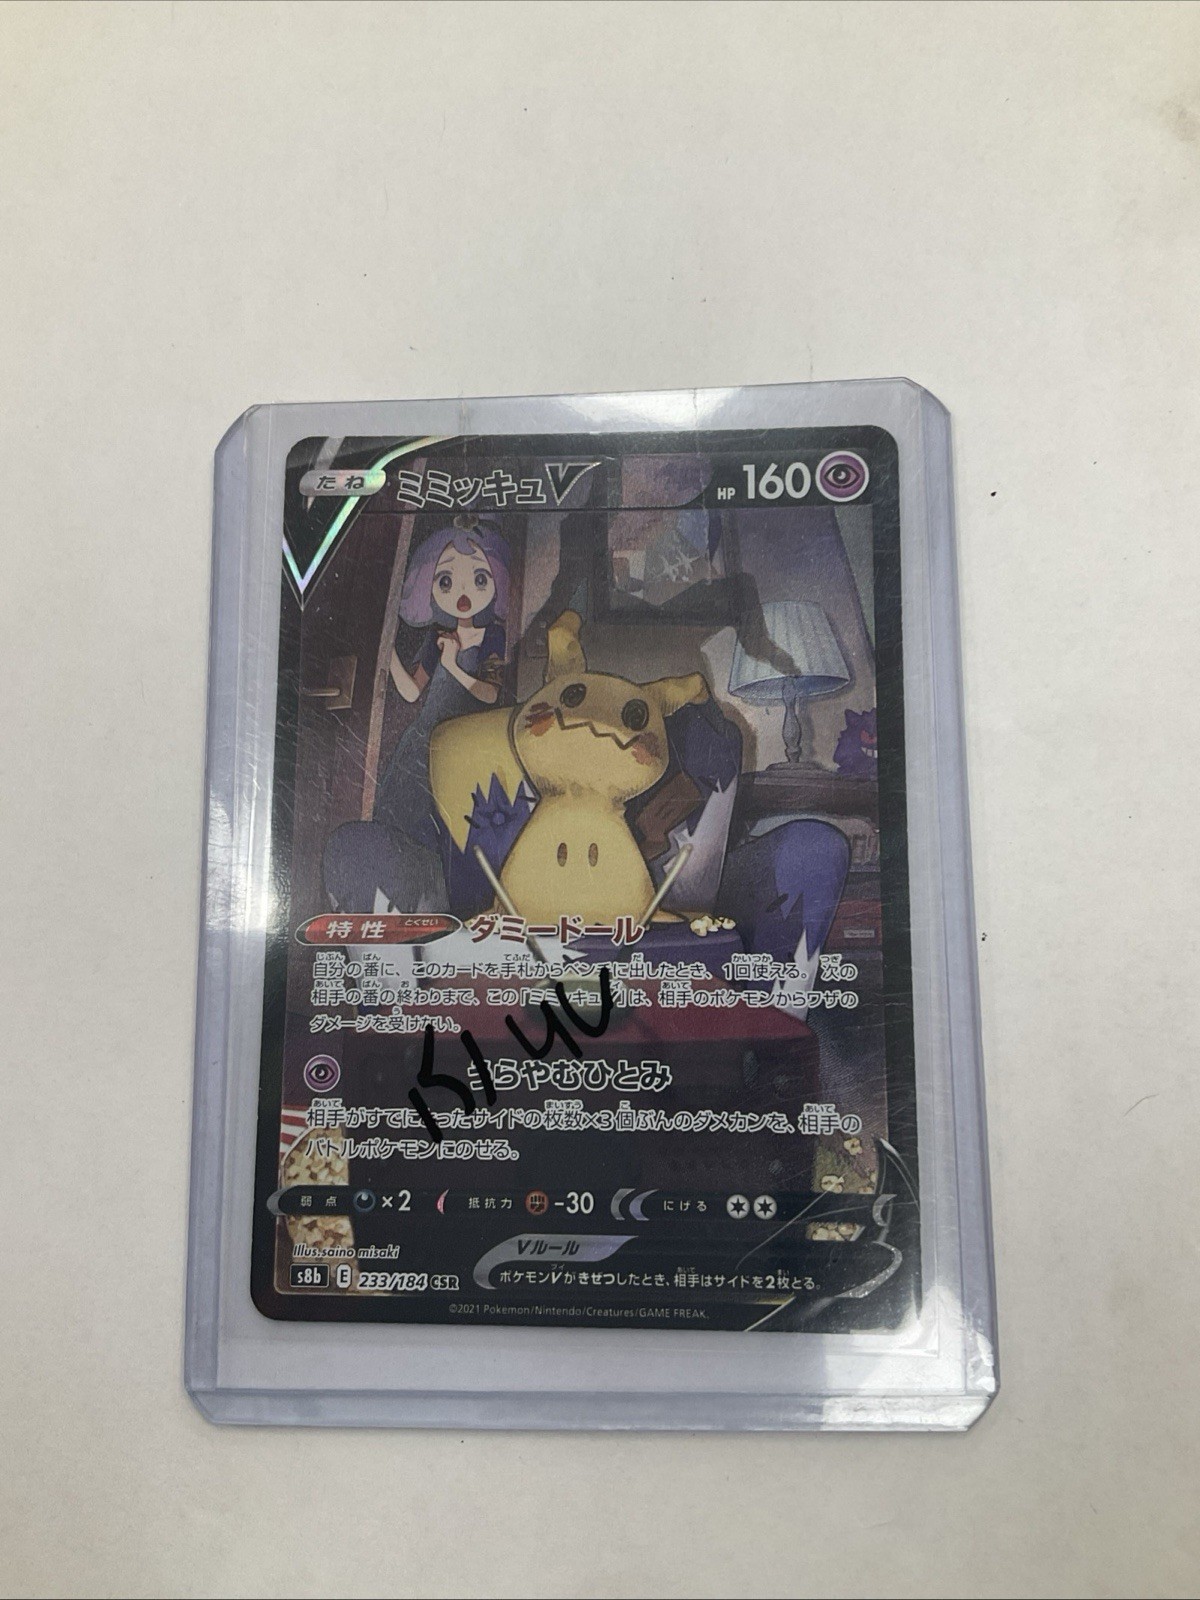 たね ミミッキュV HP 160
特性 とくせい ダミードール
自分の番に、このカードを手札からベンチに出したとき、1回使える。次の
相手の番の終わりまで、この「ミミッキュV」は、相手のポケモンからワザの
ダメージを受けない。
15/40
うらやむひとみ
相手がすでにとったサイドの枚数×3個ぶんのダメカンを、相手の
バトルポケモンにのせる。
弱点 ×2 抵抗力 -30 にげる
Illus.saino misaki
Vルール
s8b E 233/184 CSR
ポケモンVがきぜつしたとき、相手はサイドを2枚とる。
©2021 Pokémon/Nintendo/Creatures/GAME FREAK.